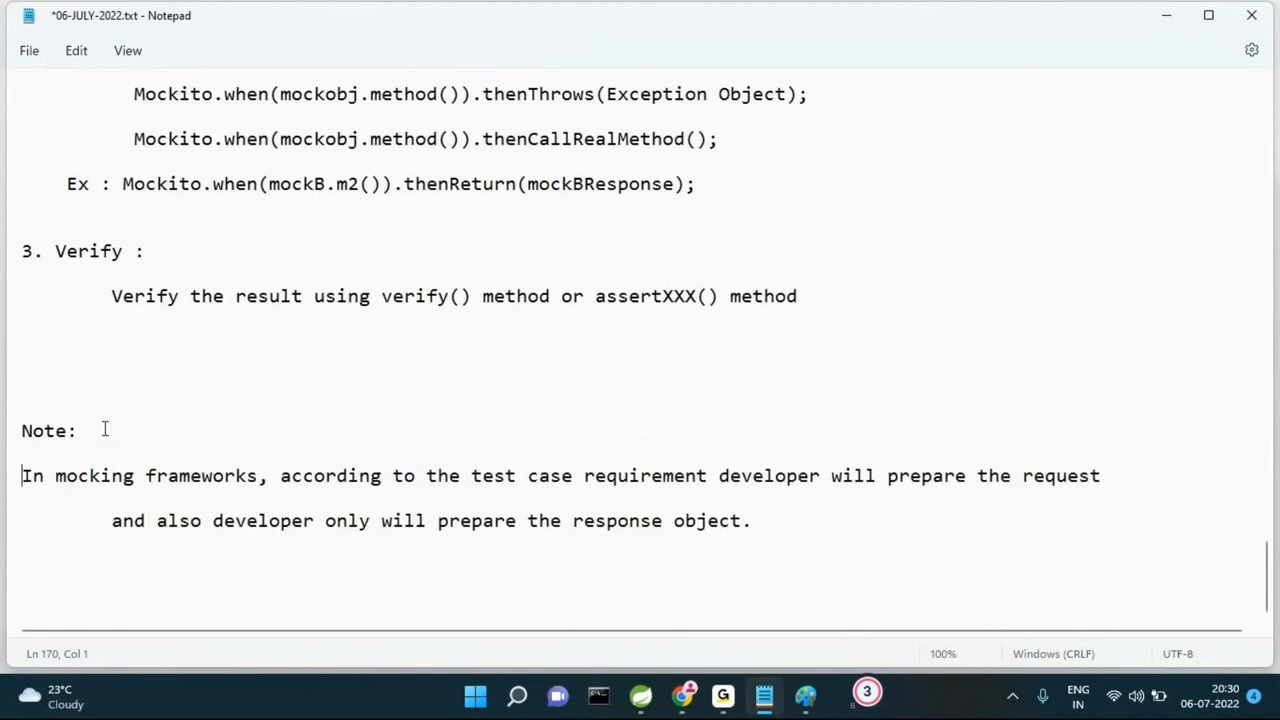 *06-JULY-2022.txt - Notepad
File Edit View
Mockito.when(mockobj.method()).thenThrows(Exception Object);
Mockito.when(mockobj.method()).thenCallRealMethod();
Ex : Mockito.when(mockB.m2()).thenReturn(mockBResponse);
3. Verify :
Verify the result using verify() method or assertXXX() method
Note:
In mocking frameworks, according to the test case requirement developer will prepare the request
and also developer only will prepare the response object.
Ln 170, Col 1 100% Windows (CRLF) UTF-8
23°C
Cloudy
G
3
ENG
IN
20:30
06-07-2022
4